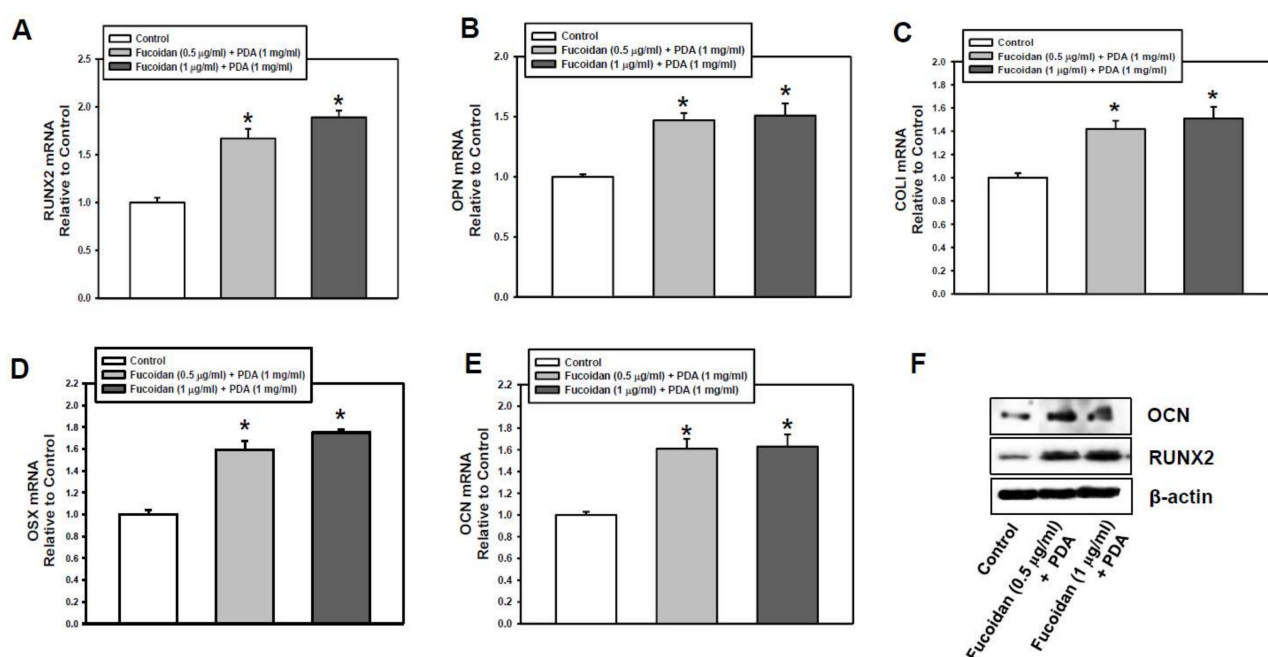 A
Control
Fucoidan (0.5 μg/ml) + PDA (1 mg/ml)
Fucoidan (1 μg/ml) + PDA (1 mg/ml)
RUNX2 mRNA
Relative to Control
2.5
2.0
1.5
1.0
0.5
0.0
*
*
B
Control
Fucoidan (0.5 μg/ml) + PDA (1 mg/ml)
Fucoidan (1 μg/ml) + PDA (1 mg/ml)
OPN mRNA
Relative to Control
2.0
1.5
1.0
0.5
0.0
*
*
C
Control
Fucoidan (0.5 μg/ml) + PDA (1 mg/ml)
Fucoidan (1 μg/ml) + PDA (1 mg/ml)
COLI mRNA
Relative to Control
2.0
1.8
1.6
1.4
1.2
1.0
0.8
0.6
0.4
0.2
0.0
*
*
D
Control
Fucoidan (0.5 μg/ml) + PDA (1 mg/ml)
Fucoidan (1 μg/ml) + PDA (1 mg/ml)
OSX mRNA
Relative to Control
2.2
2.0
1.8
1.6
1.4
1.2
1.0
0.8
0.6
0.4
0.2
0.0
*
*
E
Control
Fucoidan (0.5 μg/ml) + PDA (1 mg/ml)
Fucoidan (1 μg/ml) + PDA (1 mg/ml)
OCN mRNA
Relative to Control
2.2
2.0
1.8
1.6
1.4
1.2
1.0
0.8
0.6
0.4
0.2
0.0
*
*
F
OCN
RUNX2
β-actin
Control
Fucoidan (0.5 μg/ml)
+ PDA
Fucoidan (1 μg/ml)
+ PDA